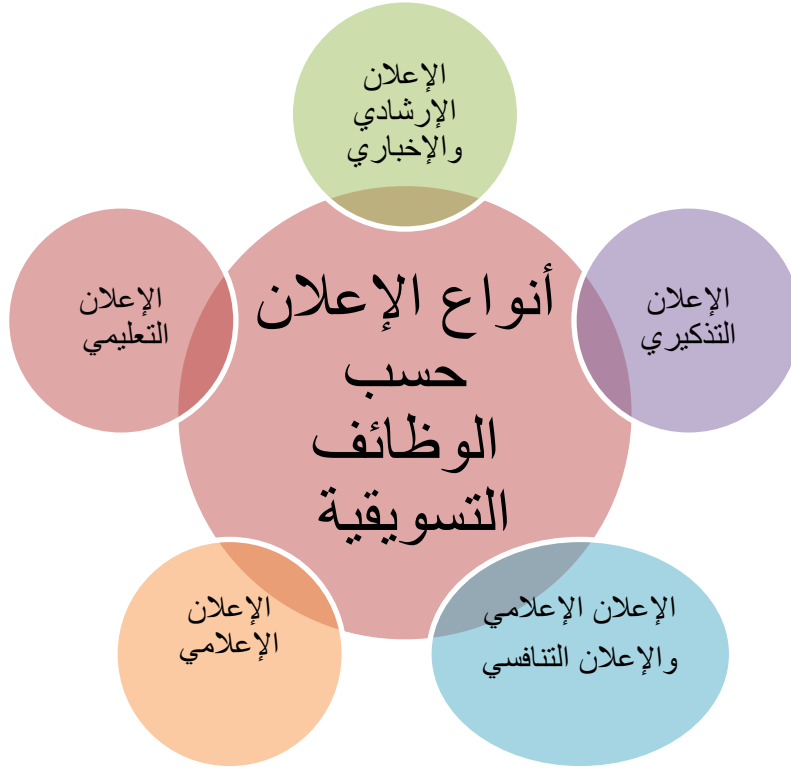 الإعلان
الإرشادي
والإخباري
الإعلان
التذكيري
أنواع الإعلان
حسب
الوظائف
التسويقية
الإعلان
التعليمي
الإعلان الإعلامي
والإعلان التنافسي
الإعلان
الإعلامي